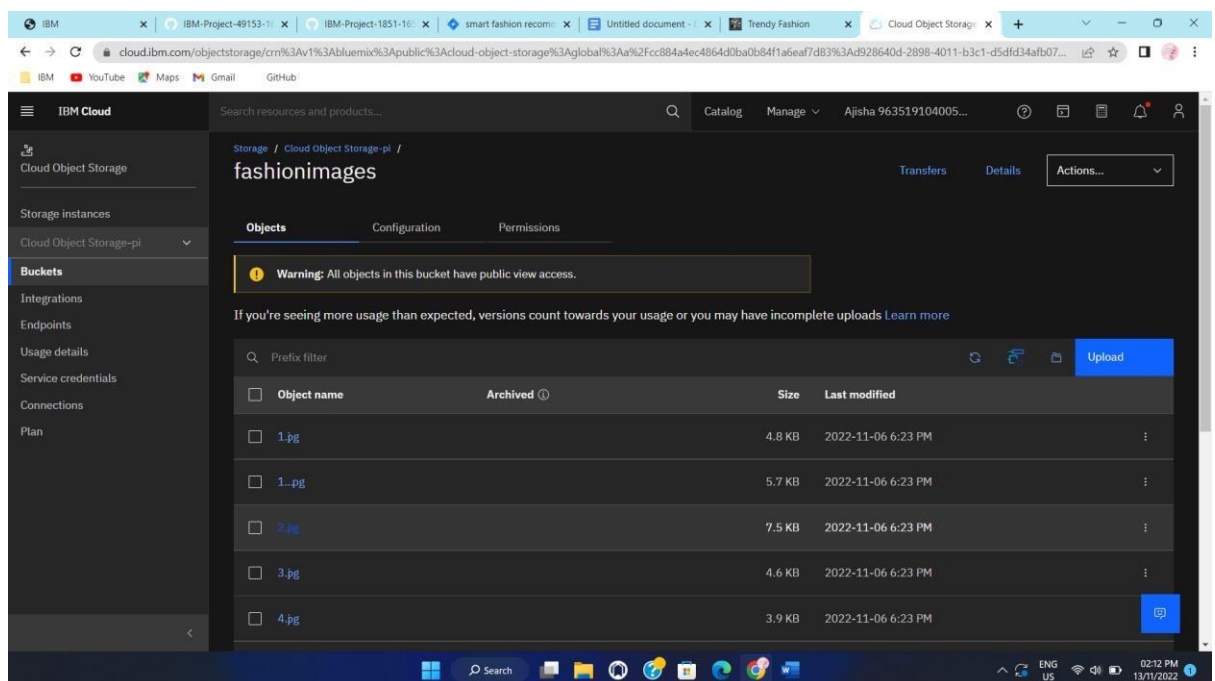 IBM
IBM-Project-49153-1
IBM-Project-1851-16
smart fashion recom
Untitled document -
Trendy Fashion
Cloud Object Storag
cloud.ibm.com/objectstorage/crn%3Av1%3Abluemix%3Apublic%3Acloud-object-storage%3Aglobal%3Aa%2Fcc884a4ec4864d0ba0b84f1a6eaf7d83%3Ad928640d-2898-4011-b3c1-d5dfd34afb07...
IBM YouTube Maps Gmail GitHub
IBM Cloud
Search resources and products...
Catalog Manage Ajisha 963519104005...
Cloud Object Storage
Storage instances
Cloud Object Storage-pi
Buckets
Integrations
Endpoints
Usage details
Service credentials
Connections
Plan
Storage / Cloud Object Storage-pi /
fashionimages
Transfers Details Actions...
Objects Configuration Permissions
Warning: All objects in this bucket have public view access.
If you're seeing more usage than expected, versions count towards your usage or you may have incomplete uploads Learn more
Prefix filter
Upload
Object name Archived Size Last modified
1.jpg 4.8 KB 2022-11-06 6:23 PM
1...pg 5.7 KB 2022-11-06 6:23 PM
2.jpg 7.5 KB 2022-11-06 6:23 PM
3.jpg 4.6 KB 2022-11-06 6:23 PM
4.jpg 3.9 KB 2022-11-06 6:23 PM
Search
ENG
US
02:12 PM
13/11/2022
1